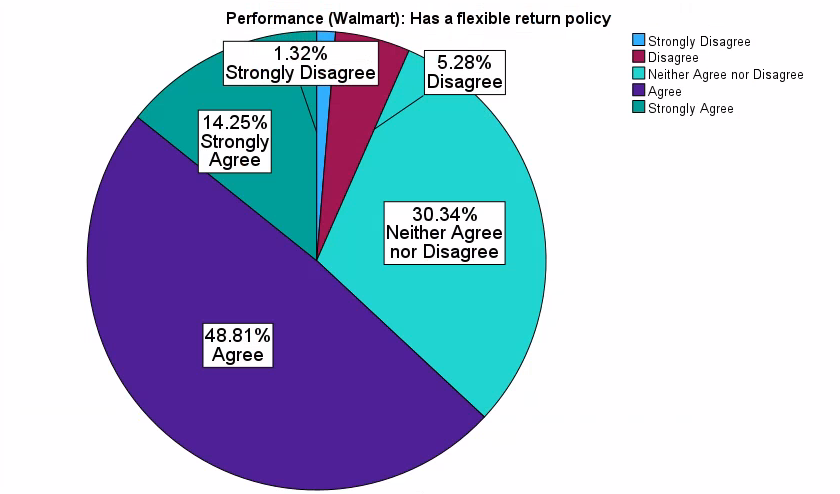 Performance (Walmart): Has a flexible return policy
1.32%
Strongly Disagree
5.28%
Disagree
14.25%
Strongly
Agree
30.34%
Neither Agree
nor Disagree
48.81%
Agree
Strongly Disagree
Disagree
Neither Agree nor Disagree
Agree
Strongly Agree